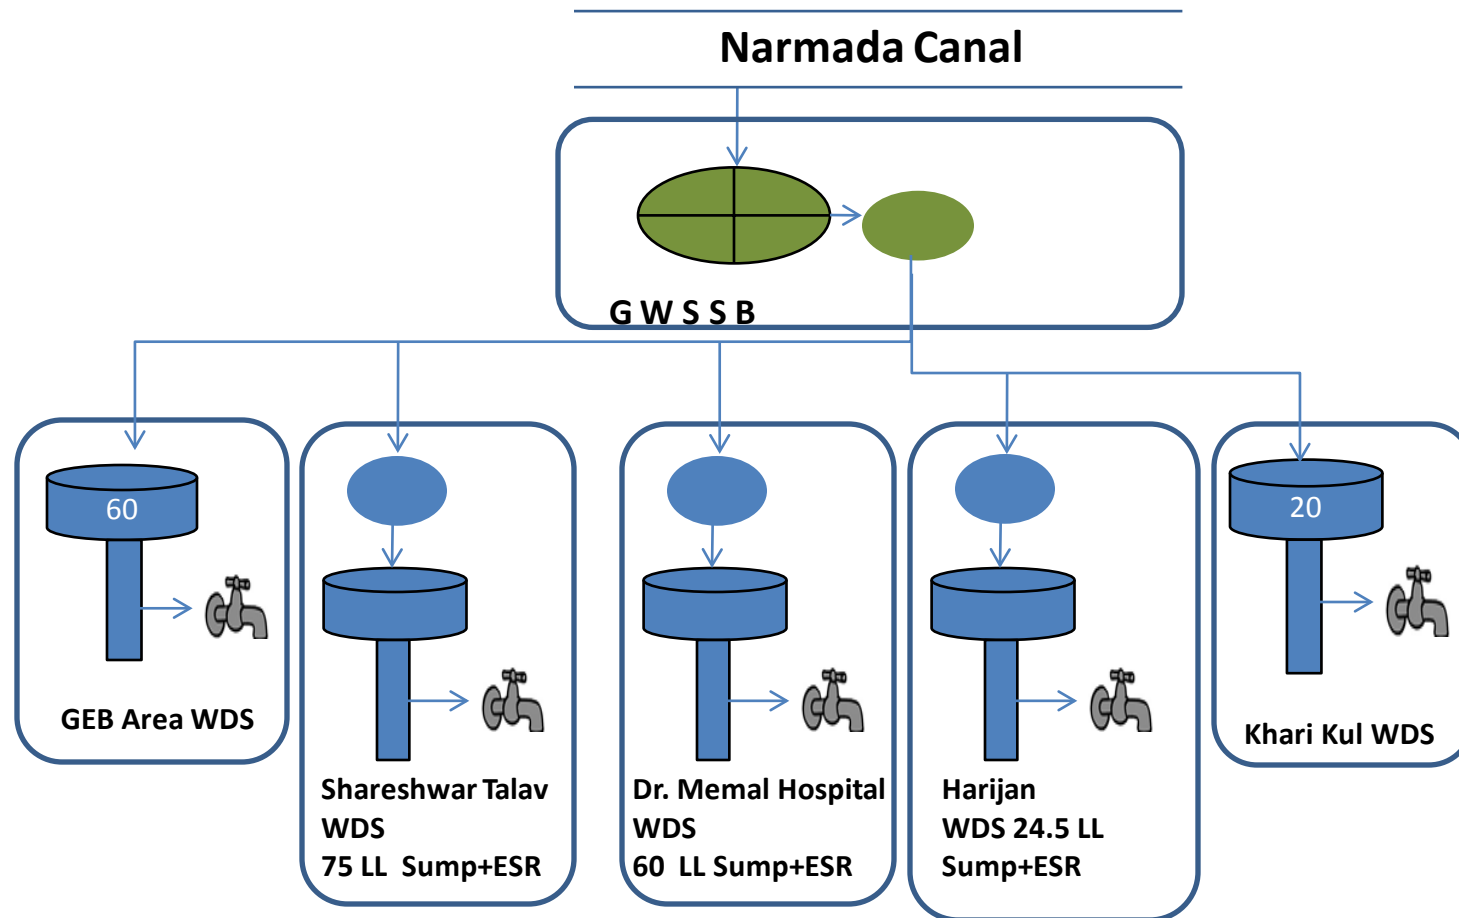 Narmada Canal
G W S S B
60
GEB Area WDS
Shareshwar Talav
WDS
75 LL Sump+ESR
Dr. Memal Hospital
WDS
60 LL Sump+ESR
Harijan
WDS 24.5 LL
Sump+ESR
20
Khari Kul WDS